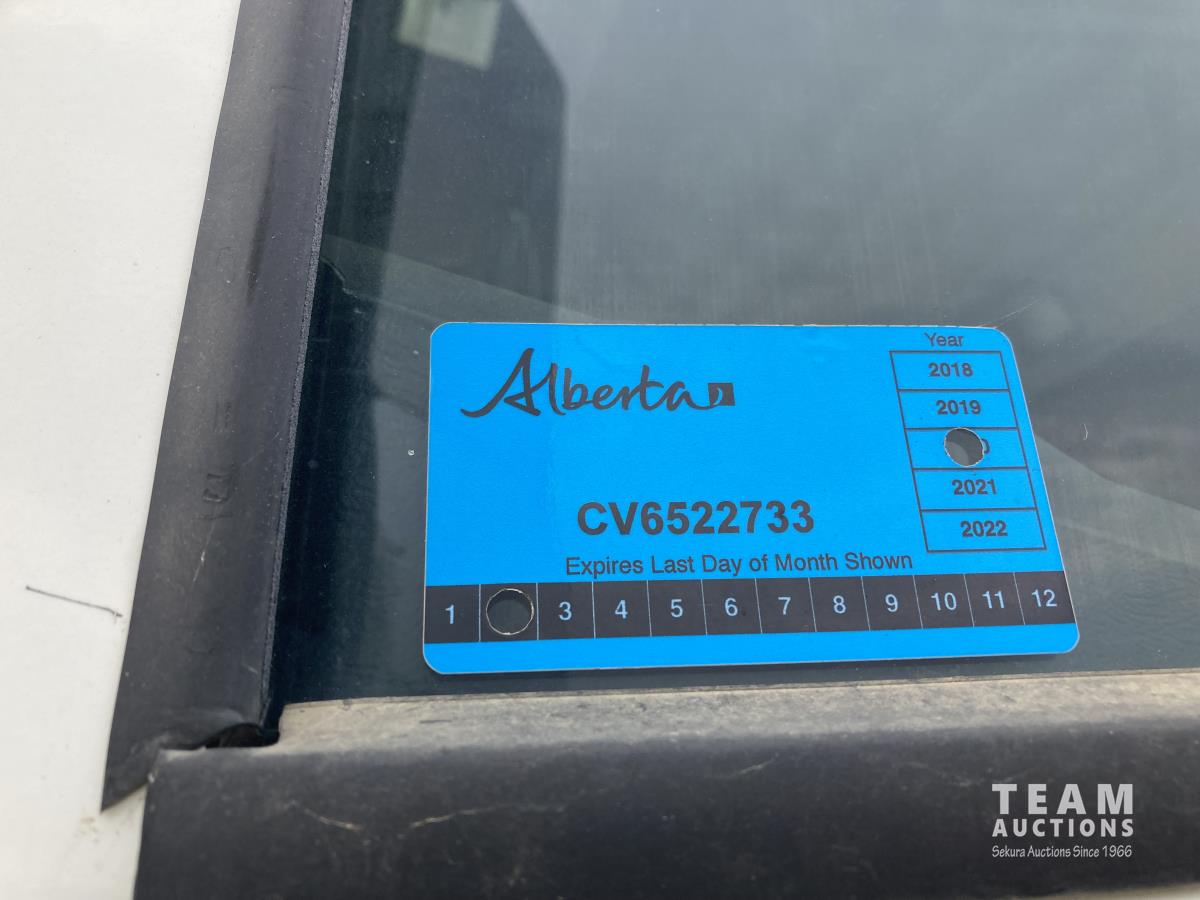 Alberta
Year
2018
2019
2021
2022
CV6522733
Expires Last Day of Month Shown
1 3 4 5 6 7 8 9 10 11 12
TEAM
AUCTIONS
Sekura Auctions Since 1966